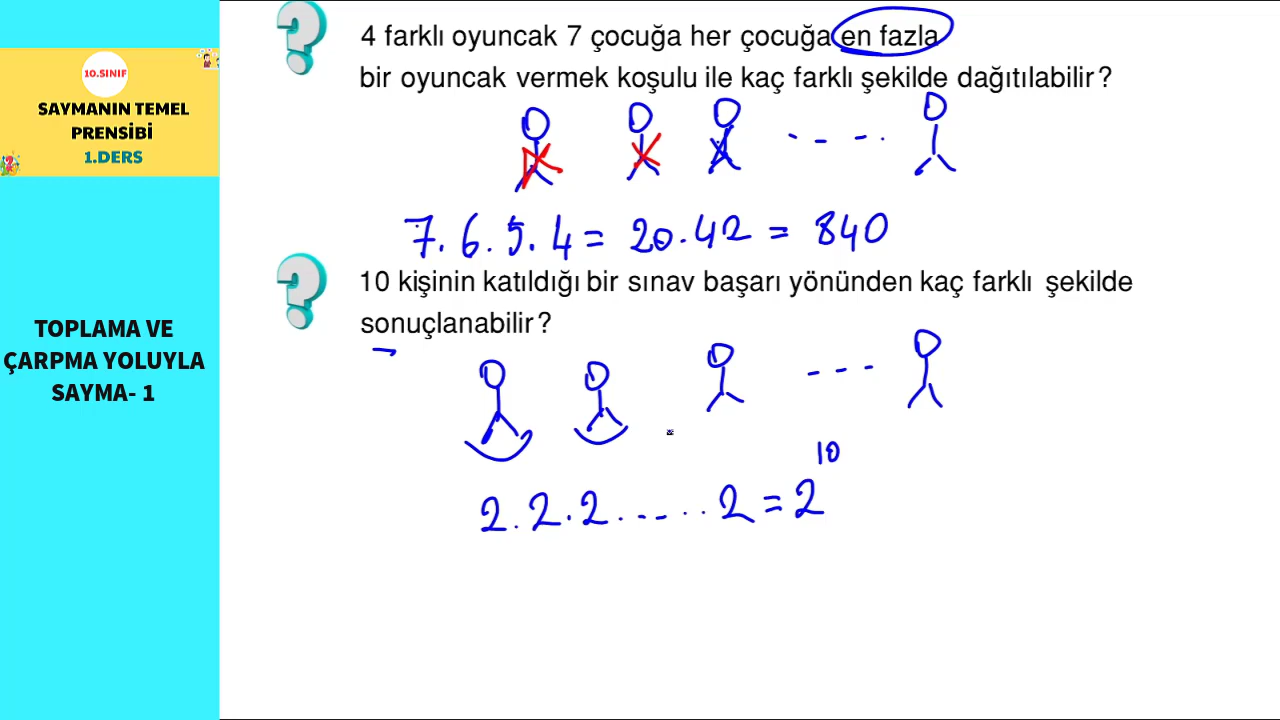 10.SINIF
SAYMANIN TEMEL
PRENSİBİ
1.DERS
TOPLAMA VE
ÇARPMA YOLUYLA
SAYMA- 1
4 farklı oyuncak 7 çocuğa her çocuğa en fazla
bir oyuncak vermek koşulu ile kaç farklı şekilde dağıtılabilir?
7.6.5.4 = 20.42 = 840
10 kişinin katıldığı bir sınav başarı yönünden kaç farklı şekilde
sonuçlanabilir?
2.2.2.---...2 = 2¹⁰